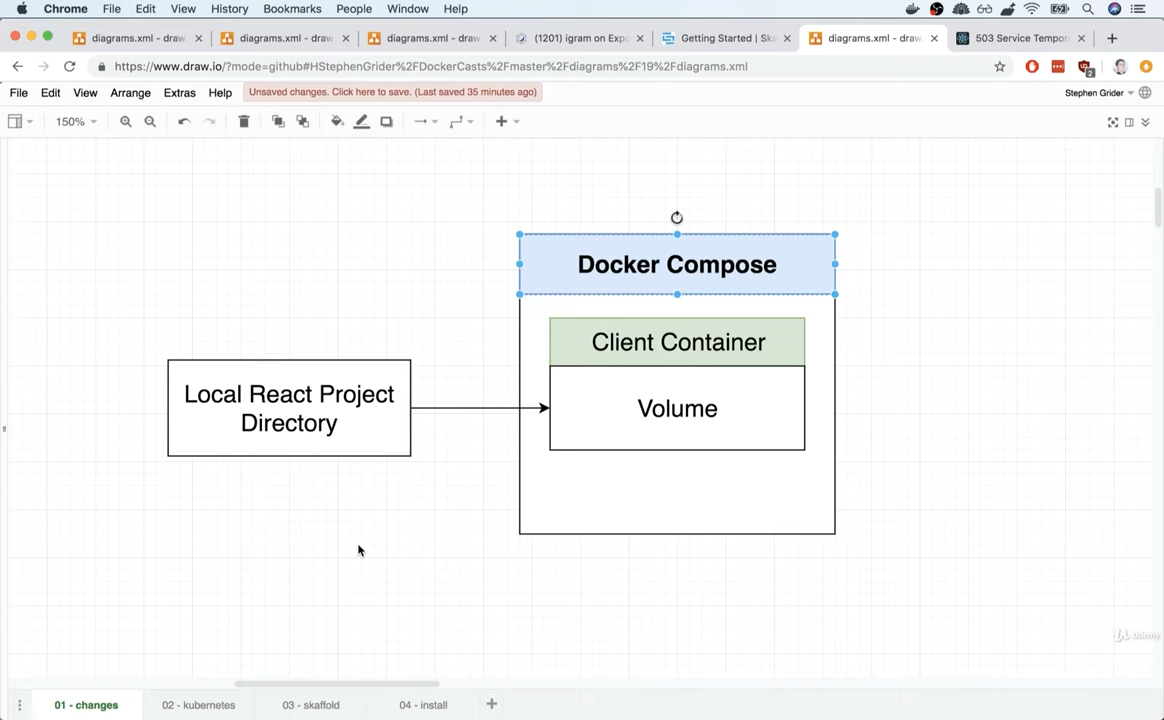 Chrome File Edit View History Bookmarks People Window Help
diagrams.xml - draw
diagrams.xml - draw
diagrams.xml - draw
(1201) igram on Exp
Getting Started | Ska
diagrams.xml - draw
503 Service Tempor
https://www.draw.io/?mode=github#HStephenGrider%2FDockerCasts%2Fmaster%2Fdiagrams%2F19%2Fdiagrams.xml
2
File Edit View Arrange Extras Help Unsaved changes. Click here to save. (Last saved 35 minutes ago) Stephen Grider
150%
Docker Compose
Client Container
Local React Project
Directory
Volume
Udemy
01 - changes 02 - kubernetes 03 - skaffold 04 - install